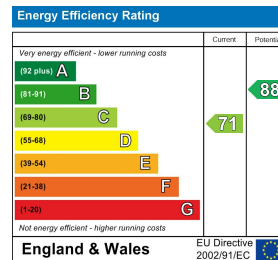 Energy Efficiency Rating
Current
Very energy efficient - lower running costs
(92 plus) A
(81-91) B
88
(69-80) C
71
(55-68) D
(39-54) E
(21-38) F
(1-20) G
Not energy efficient - higher running costs
England & Wales
EU Directive
2002/91/EC